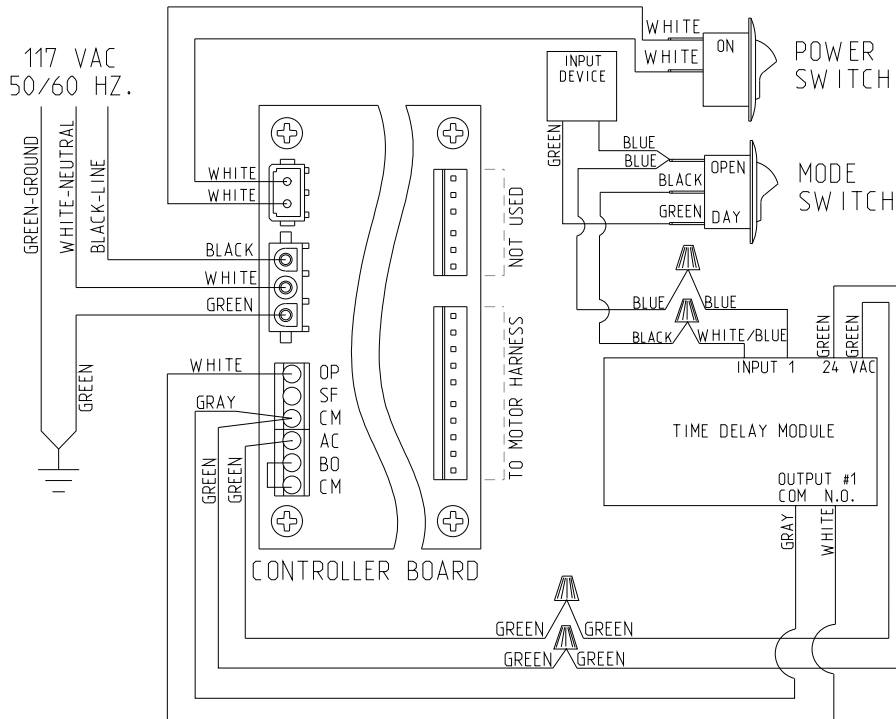 117 VAC
50/60 HZ.
GREEN-GROUND
WHITE-NEUTRAL
BLACK-LINE
GREEN
WHITE
WHITE
BLACK
WHITE
GREEN
WHITE
GRAY
GREEN
GREEN
OP
SF
CM
AC
BO
CM
NOT USED
TO MOTOR HARNESS
CONTROLLER BOARD
WHITE
WHITE
ON
POWER
SWITCH
INPUT
DEVICE
GREEN
BLUE
BLUE
BLACK
GREEN
OPEN
DAY
MODE
SWITCH
BLUE
BLUE
BLACK
WHITE/BLUE
GREEN
GREEN
INPUT 1
24 VAC
TIME DELAY MODULE
OUTPUT #1
COM N.O.
GRAY
WHITE
GREEN
GREEN
GREEN
GREEN